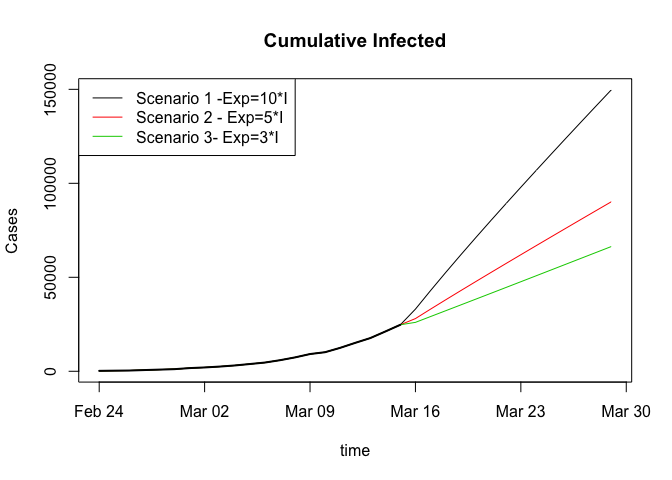 Cumulative Infected
Scenario 1 -Exp=10*I
Scenario 2 - Exp=5*I
Scenario 3- Exp=3*I
Cases
150000
100000
50000
0
Feb 24
Mar 02
Mar 09
Mar 16
Mar 23
Mar 30
time